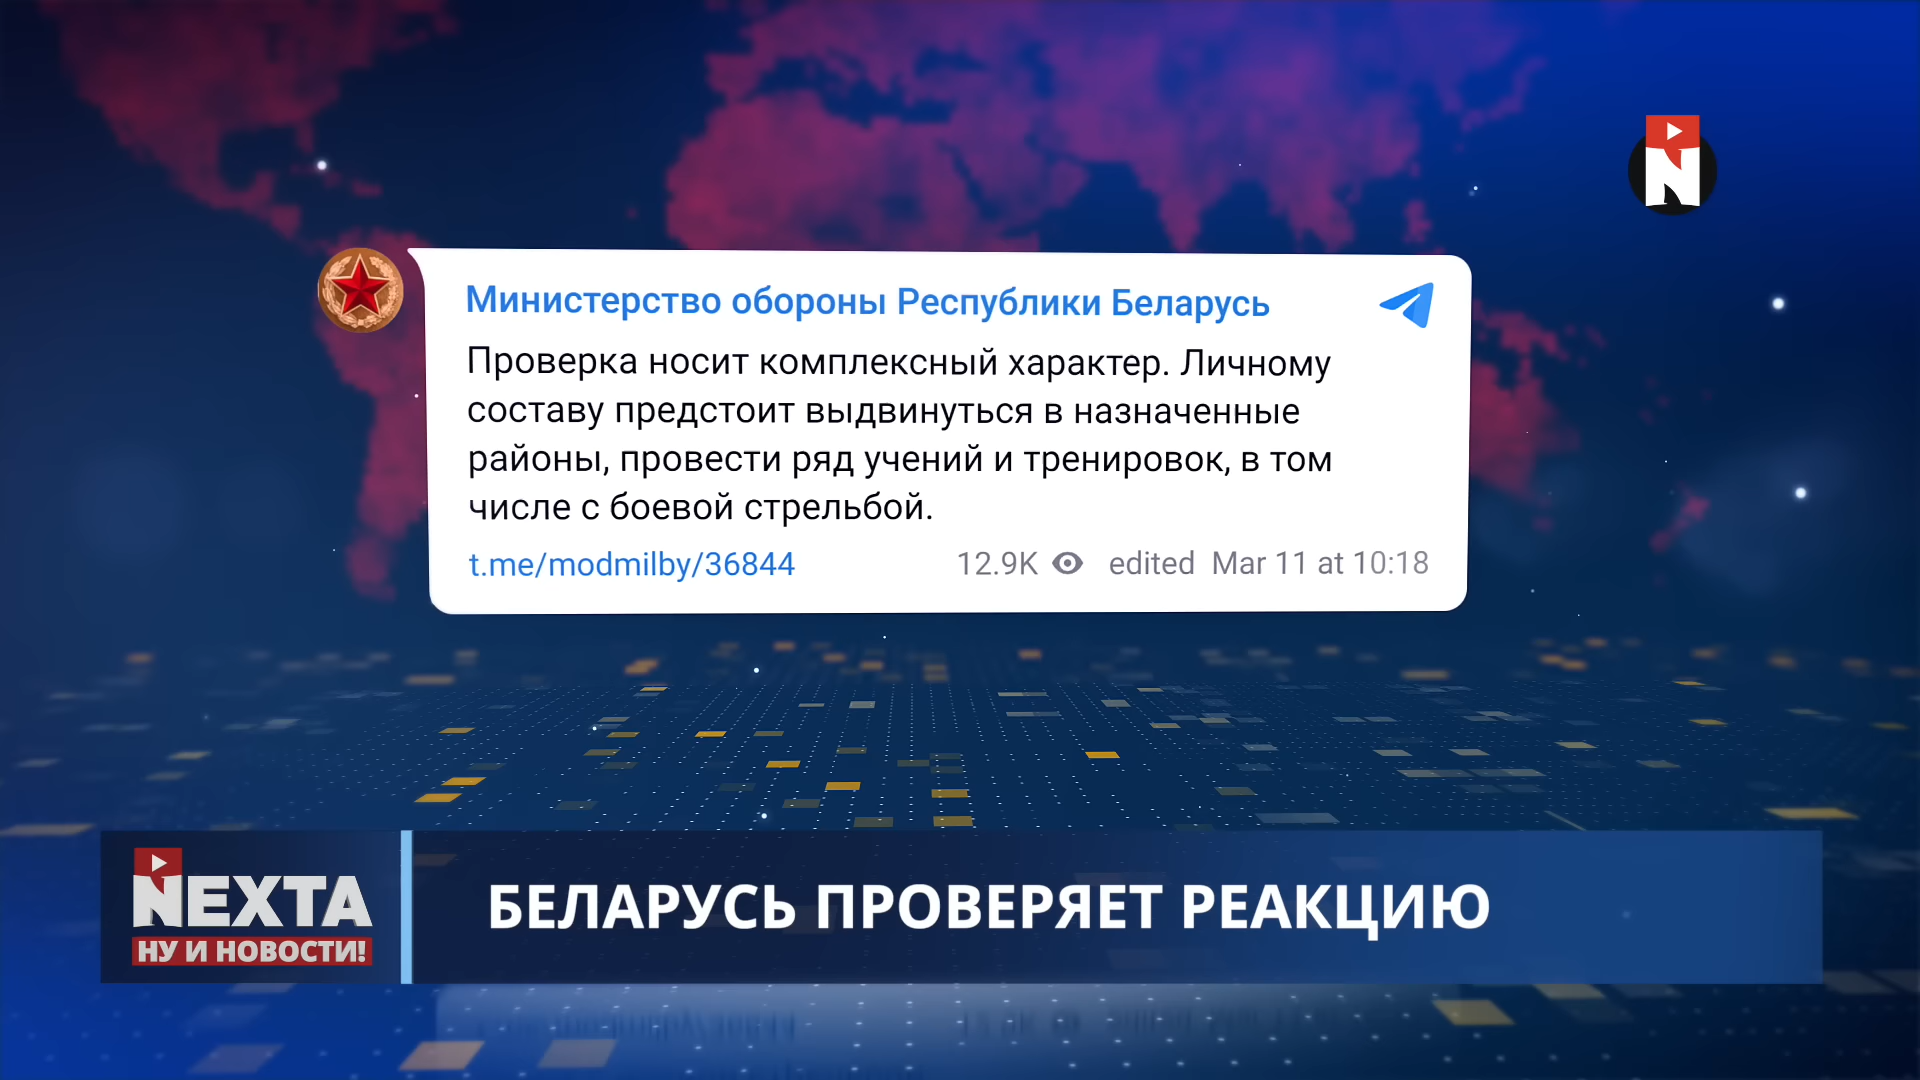 Министерство обороны Республики Беларусь
Проверка носит комплексный характер. Личному
составу предстоит выдвинуться в назначенные
районы, провести ряд учений и тренировок, в том
числе с боевой стрельбой.
t.me/modmilby/36844 12.9K edited Mar 11 at 10:18
NEXTA
НУ И НОВОСТИ!
БЕЛАРУСЬ ПРОВЕРЯЕТ РЕАКЦИЮ